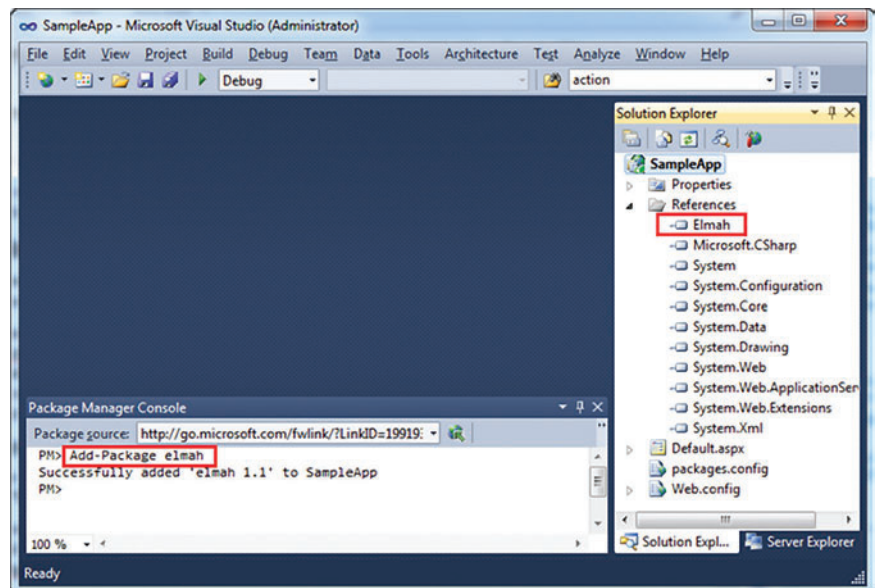 SampleApp - Microsoft Visual Studio (Administrator)
File Edit View Project Build Debug Team Data Tools Architecture Test Analyze Window Help
Debug
action
Solution Explorer
SampleApp
Properties
References
Elmah
Microsoft.CSharp
System
System.Configuration
System.Core
System.Data
System.Drawing
System.Web
System.Web.ApplicationSer
System.Web.Extensions
System.Xml
Default.aspx
packages.config
Web.config
Solution Expl... Server Explorer
Package Manager Console
Package source: http://go.microsoft.com/fwlink/?LinkID=19919:
PM> Add-Package elmah
Successfully added 'elmah 1.1' to SampleApp
PM>
100 %
Ready